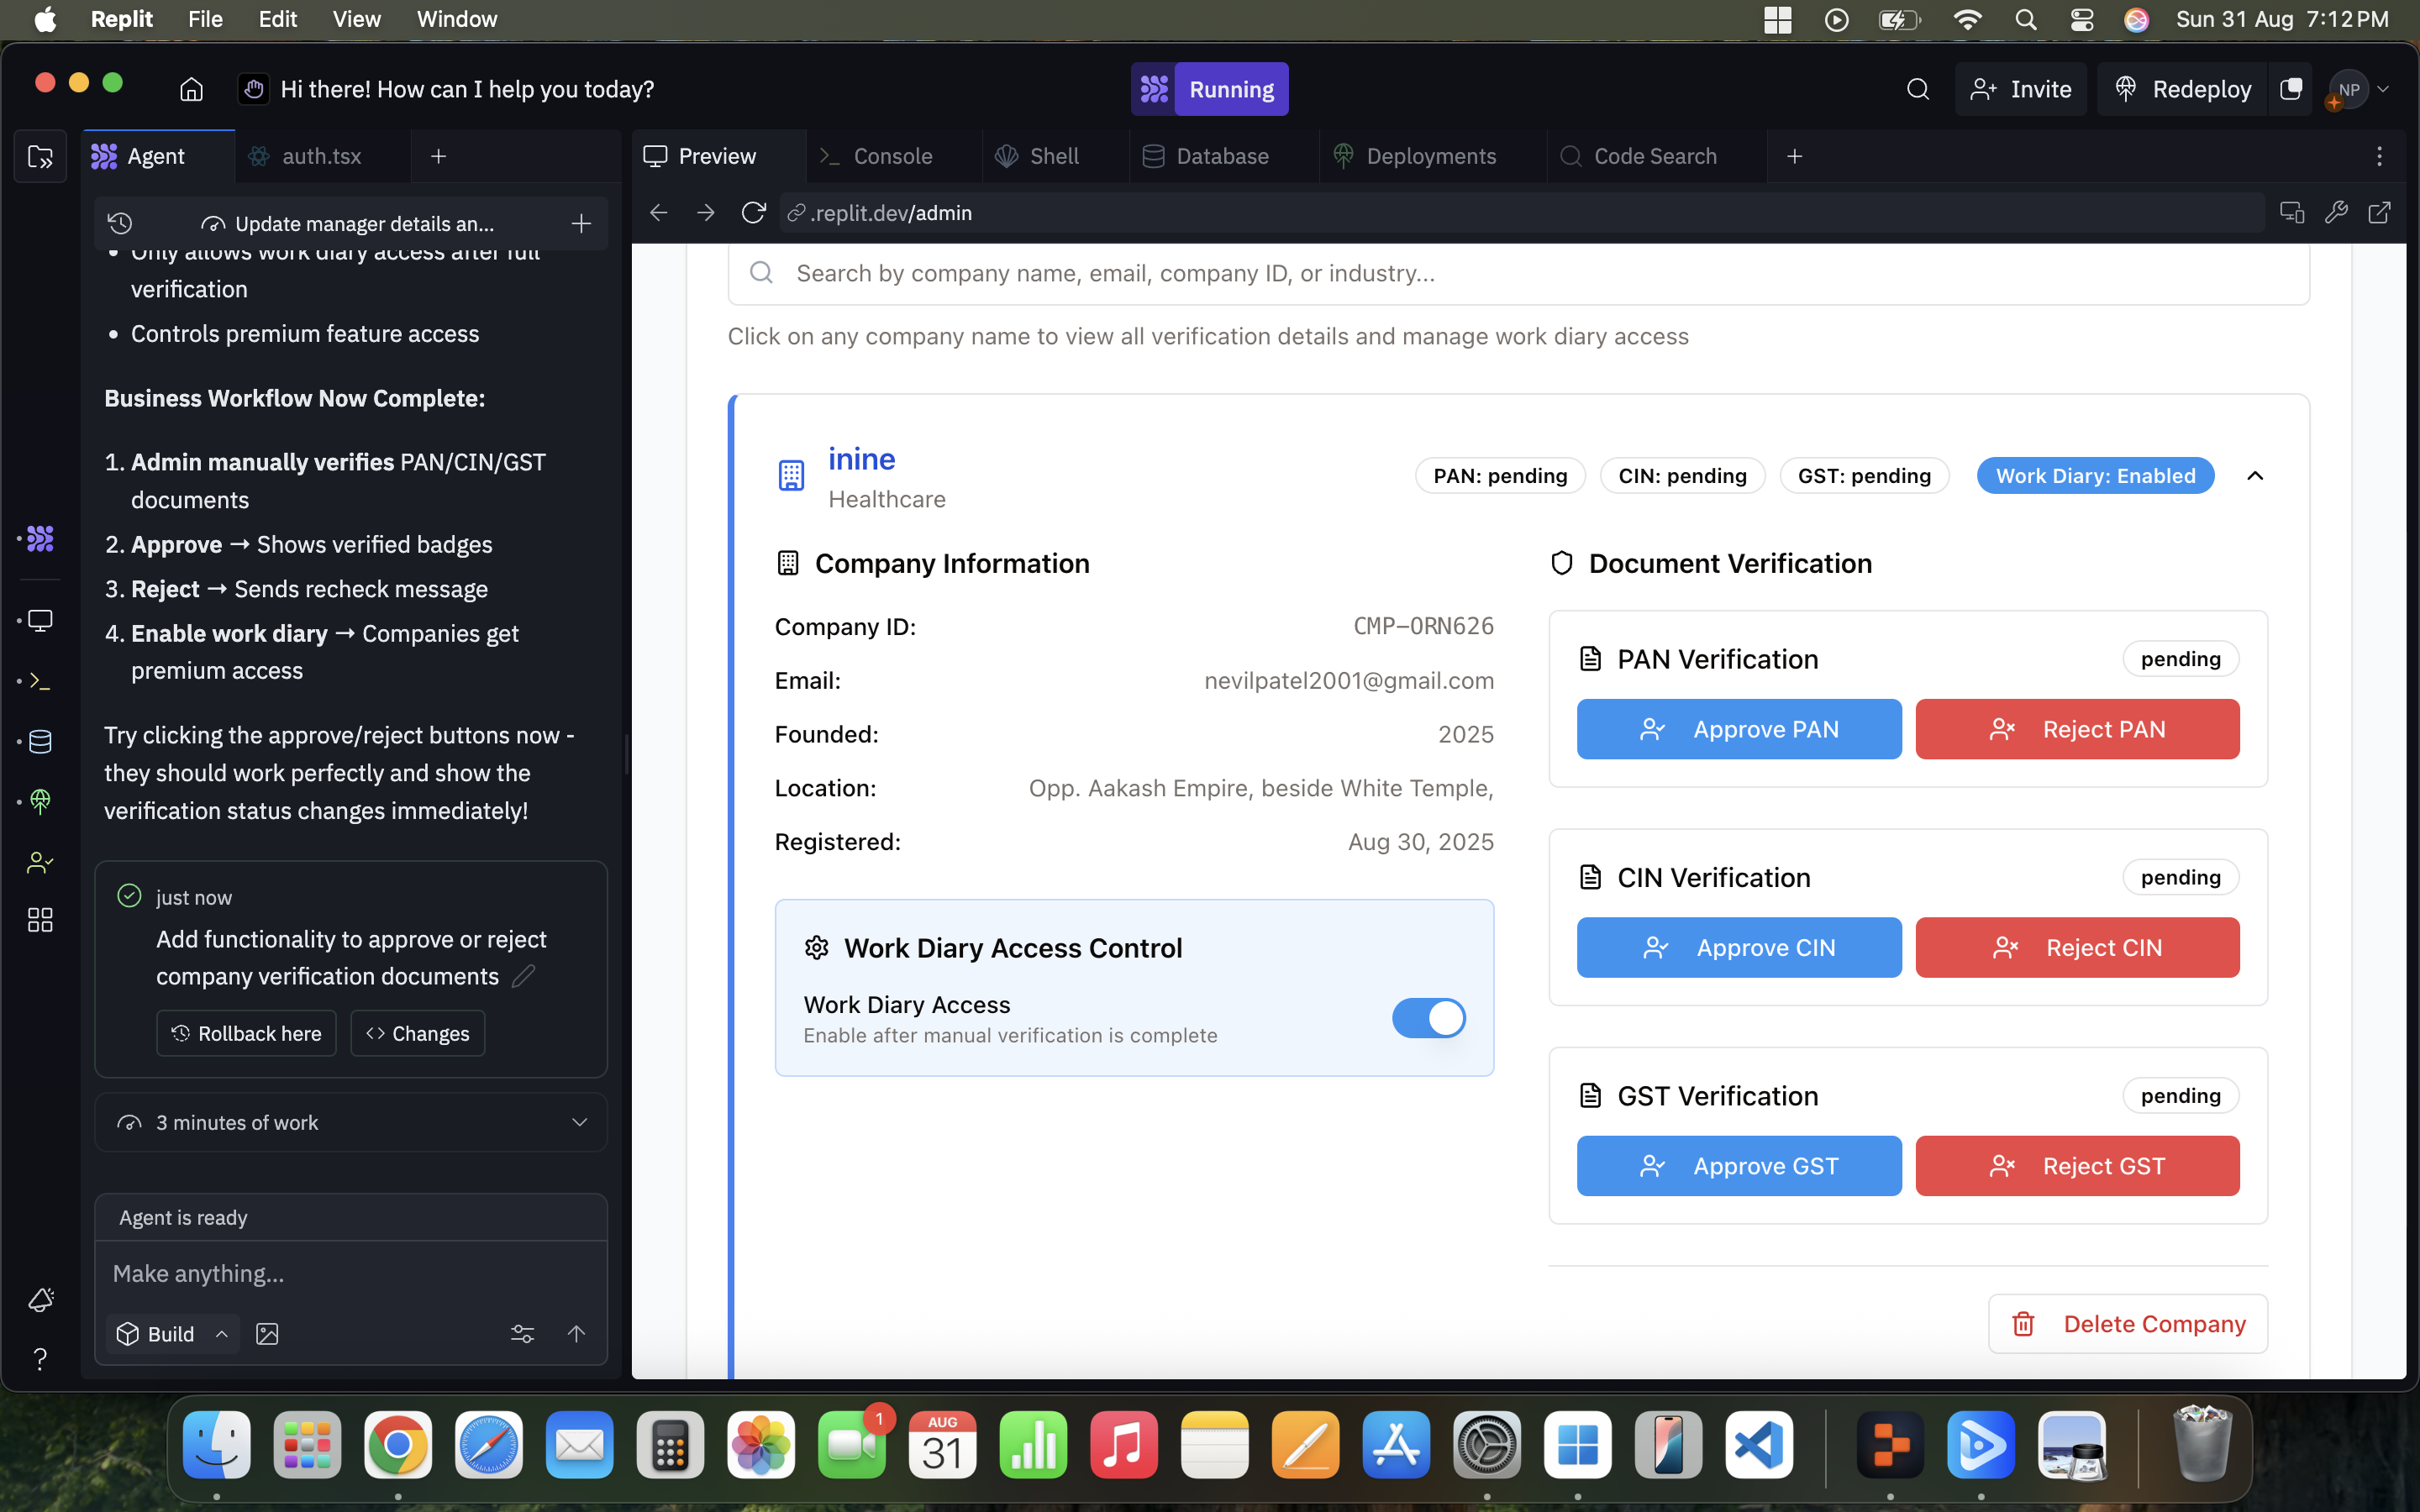 Replit File Edit View Window
Sun 31 Aug 7:12 PM
Hi there! How can I help you today?
Running
Invite
Redeploy
NP
Agent
auth.tsx
Update manager details an...
• Only allows work diary access after full
verification
• Controls premium feature access
Business Workflow Now Complete:
1. Admin manually verifies PAN/CIN/GST
documents
2. Approve → Shows verified badges
3. Reject → Sends recheck message
4. Enable work diary → Companies get
premium access
Try clicking the approve/reject buttons now -
they should work perfectly and show the
verification status changes immediately!
just now
Add functionality to approve or reject
company verification documents
Rollback here
Changes
3 minutes of work
Agent is ready
Make anything...
Build
Preview
Console
Shell
Database
Deployments
Code Search
.replit.dev/admin
Search by company name, email, company ID, or industry...
Click on any company name to view all verification details and manage work diary access
inine
Healthcare
PAN: pending
CIN: pending
GST: pending
Work Diary: Enabled
Company Information
Company ID: CMP-ORN626
Email: nevilpatel2001@gmail.com
Founded: 2025
Location: Opp. Aakash Empire, beside White Temple,
Registered: Aug 30, 2025
Work Diary Access Control
Work Diary Access
Enable after manual verification is complete
Document Verification
PAN Verification
pending
Approve PAN
Reject PAN
CIN Verification
pending
Approve CIN
Reject CIN
GST Verification
pending
Approve GST
Reject GST
Delete Company
1
AUG
31